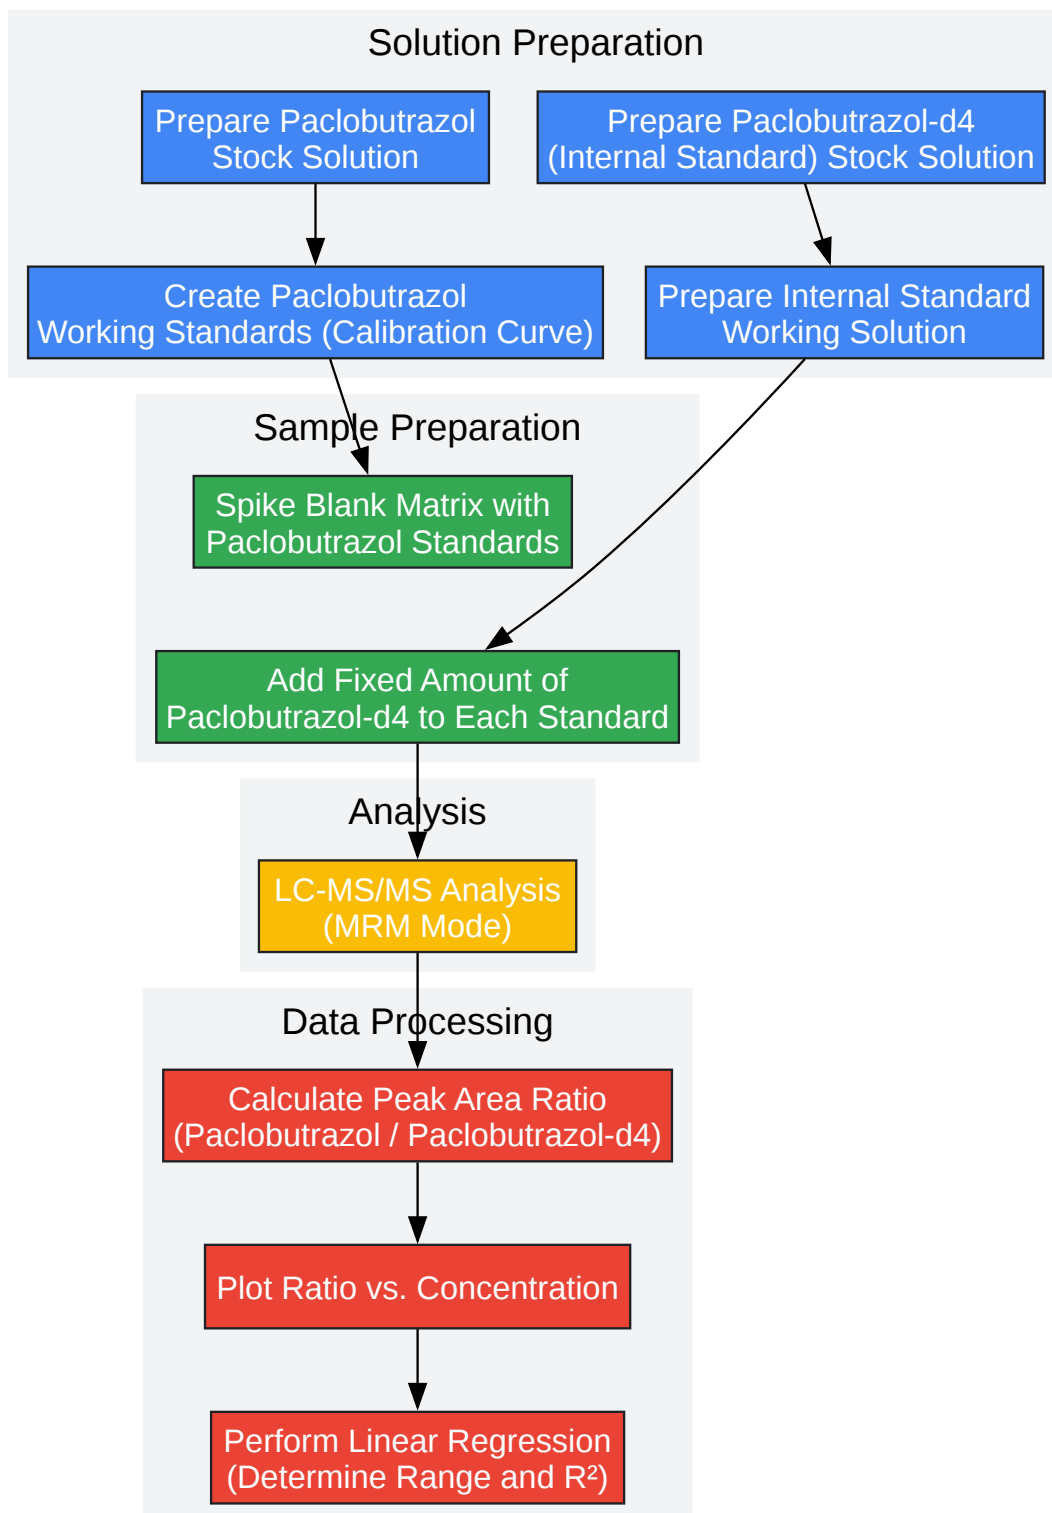 Solution Preparation
Prepare Paclobutrazol
Stock Solution
Prepare Paclobutrazol-d4
(Internal Standard) Stock Solution
Create Paclobutrazol
Working Standards (Calibration Curve)
Prepare Internal Standard
Working Solution
Sample Preparation
Spike Blank Matrix with
Paclobutrazol Standards
Add Fixed Amount of
Paclobutrazol-d4 to Each Standard
Analysis
LC-MS/MS Analysis
(MRM Mode)
Data Processing
Calculate Peak Area Ratio
(Paclobutrazol / Paclobutrazol-d4)
Plot Ratio vs. Concentration
Perform Linear Regression
(Determine Range and R²)